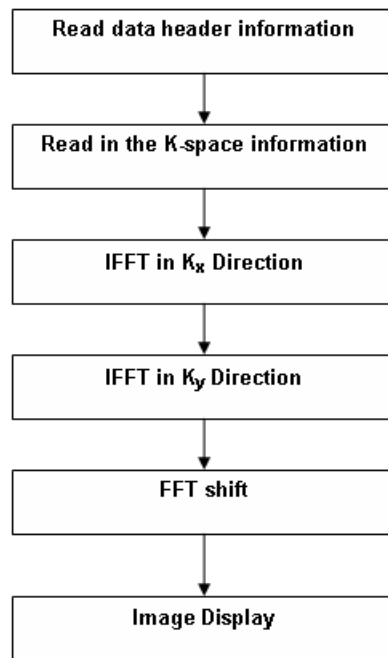 Read data header information
Read in the K-space information
IFFT in Kx Direction
IFFT in Ky Direction
FFT shift
Image Display